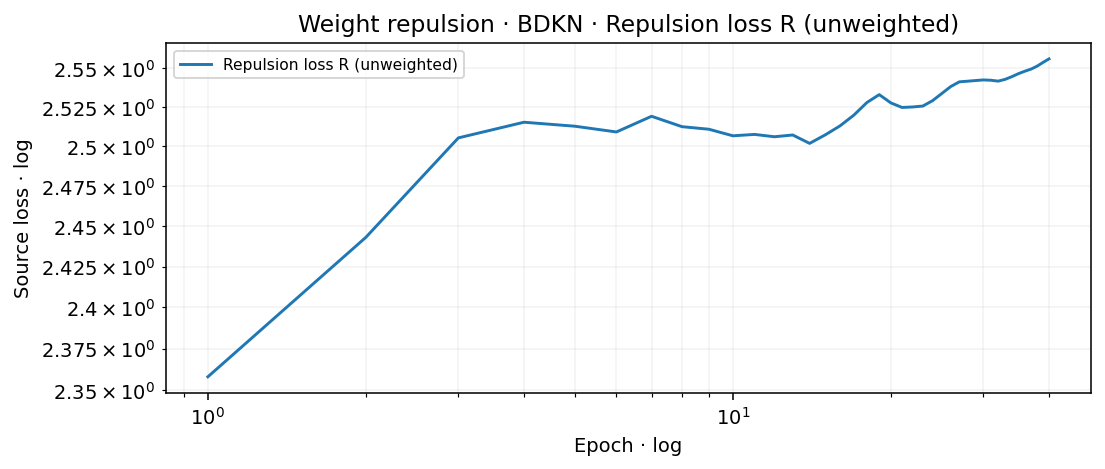 Weight repulsion · BDKN · Repulsion loss R (unweighted)
Repulsion loss R (unweighted)
Source loss · log
2.55 × 10⁰
2.525 × 10⁰
2.5 × 10⁰
2.475 × 10⁰
2.45 × 10⁰
2.425 × 10⁰
2.4 × 10⁰
2.375 × 10⁰
2.35 × 10⁰
10⁰ 10¹
Epoch · log